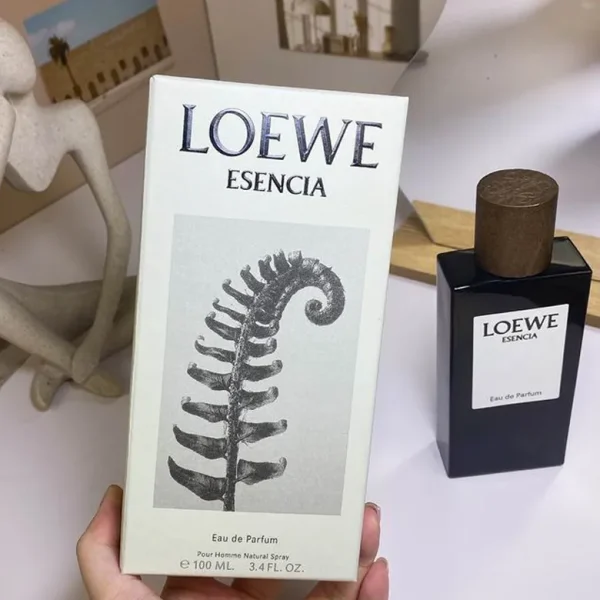 LOEWE
ESENCIA
Eau de Parfum
Pour Homme Natural Spray
℮ 100 ML. 3.4 FL. OZ.
LOEWE
ESENCIA
Eau de Parfum